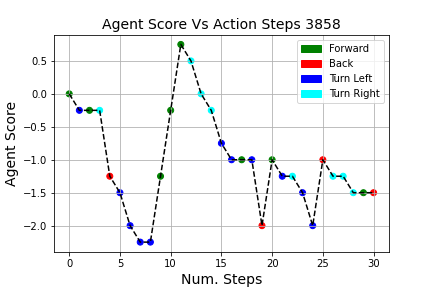 Agent Score Vs Action Steps 3858
Forward
Back
Turn Left
Turn Right
Agent Score
0.5
0.0
−0.5
−1.0
−1.5
−2.0
0 5 10 15 20 25 30
Num. Steps